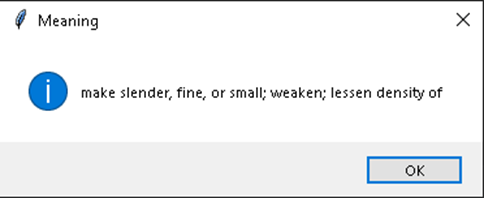 Meaning
make slender, fine, or small; weaken; lessen density of
OK